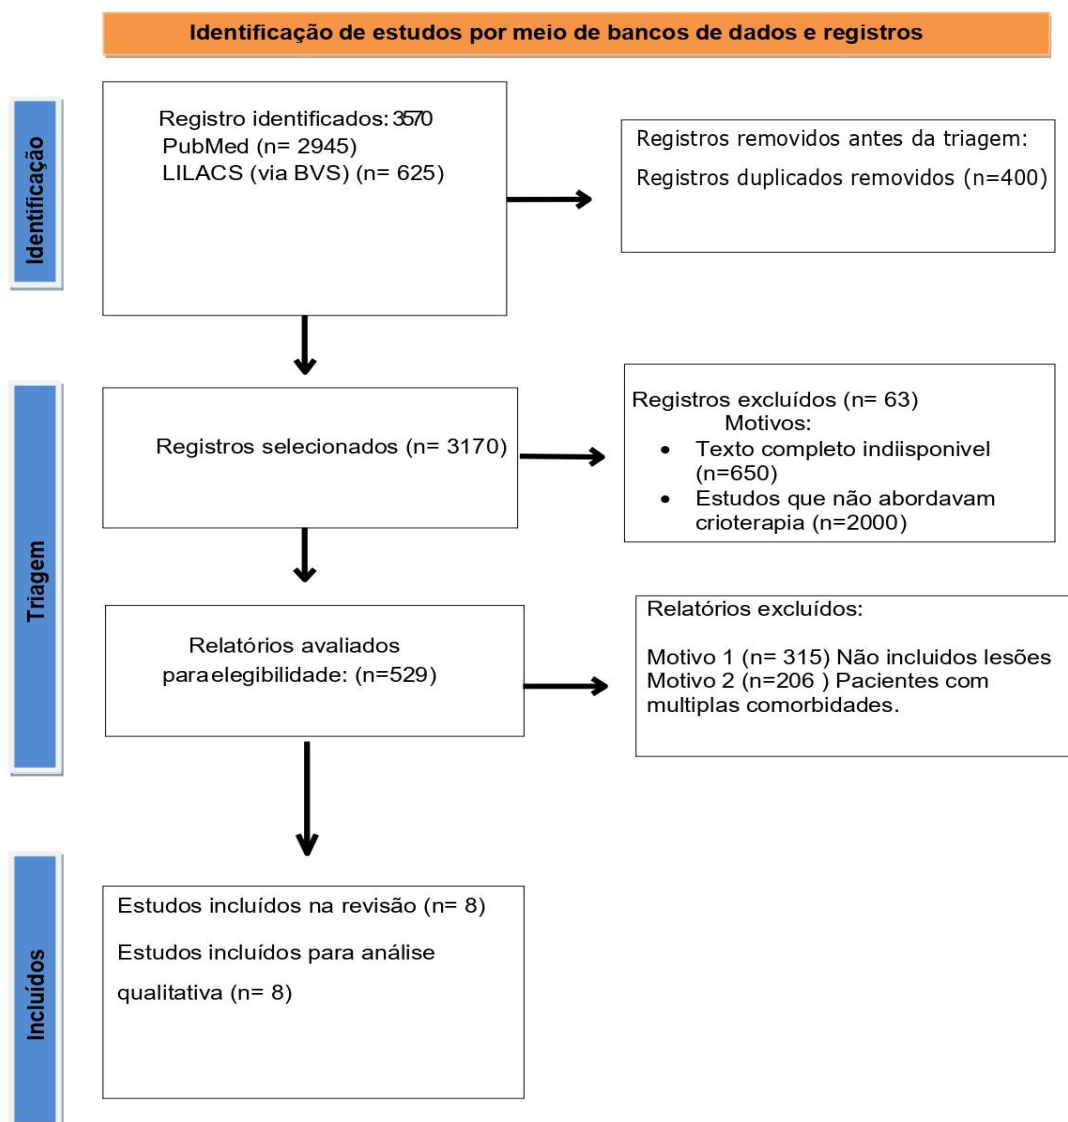 Identificação de estudos por meio de bancos de dados e registros
Identificação
Registro identificados: 3570
PubMed (n= 2945)
LILACS (via BVS) (n= 625)
Registros removidos antes da triagem:
Registros duplicados removidos (n=400)
Triagem
Registros selecionados (n= 3170)
Registros excluídos (n= 63)
Motivos:
• Texto completo indiisponivel
(n=650)
• Estudos que não abordavam
crioterapia (n=2000)
Relatórios avaliados
para elegibilidade: (n=529)
Relatórios excluídos:
Motivo 1 (n= 315) Não incluidos lesões
Motivo 2 (n=206 ) Pacientes com
multiplas comorbidades.
Incluídos
Estudos incluídos na revisão (n= 8)
Estudos incluídos para análise
qualitativa (n= 8)